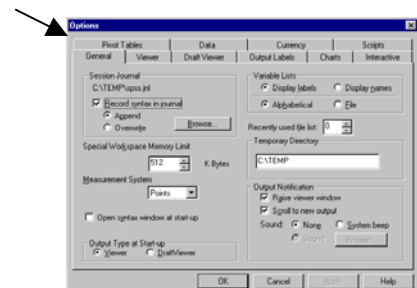 Options
Pivot Tables Data Currency Scripts
General Viewer Draft Viewer Output Labels Charts Interactive
Session Journal
C:\TEMP\spss.jnl
Record syntax in journal
Append
Overwrite Browse...
Special Workspace Memory Limit
512 K Bytes
Measurement System
Points
Open syntax window at start-up
Output Type at Start-up
Viewer Draft Viewer
Variable Lists
Display labels Display names
Alphabetical File
Recently used file list: 0
Temporary Directory
C:\TEMP
Output Notification
Raise viewer window
Scroll to new output
Sound: None System beep
Sound Browse...
OK Cancel Apply Help